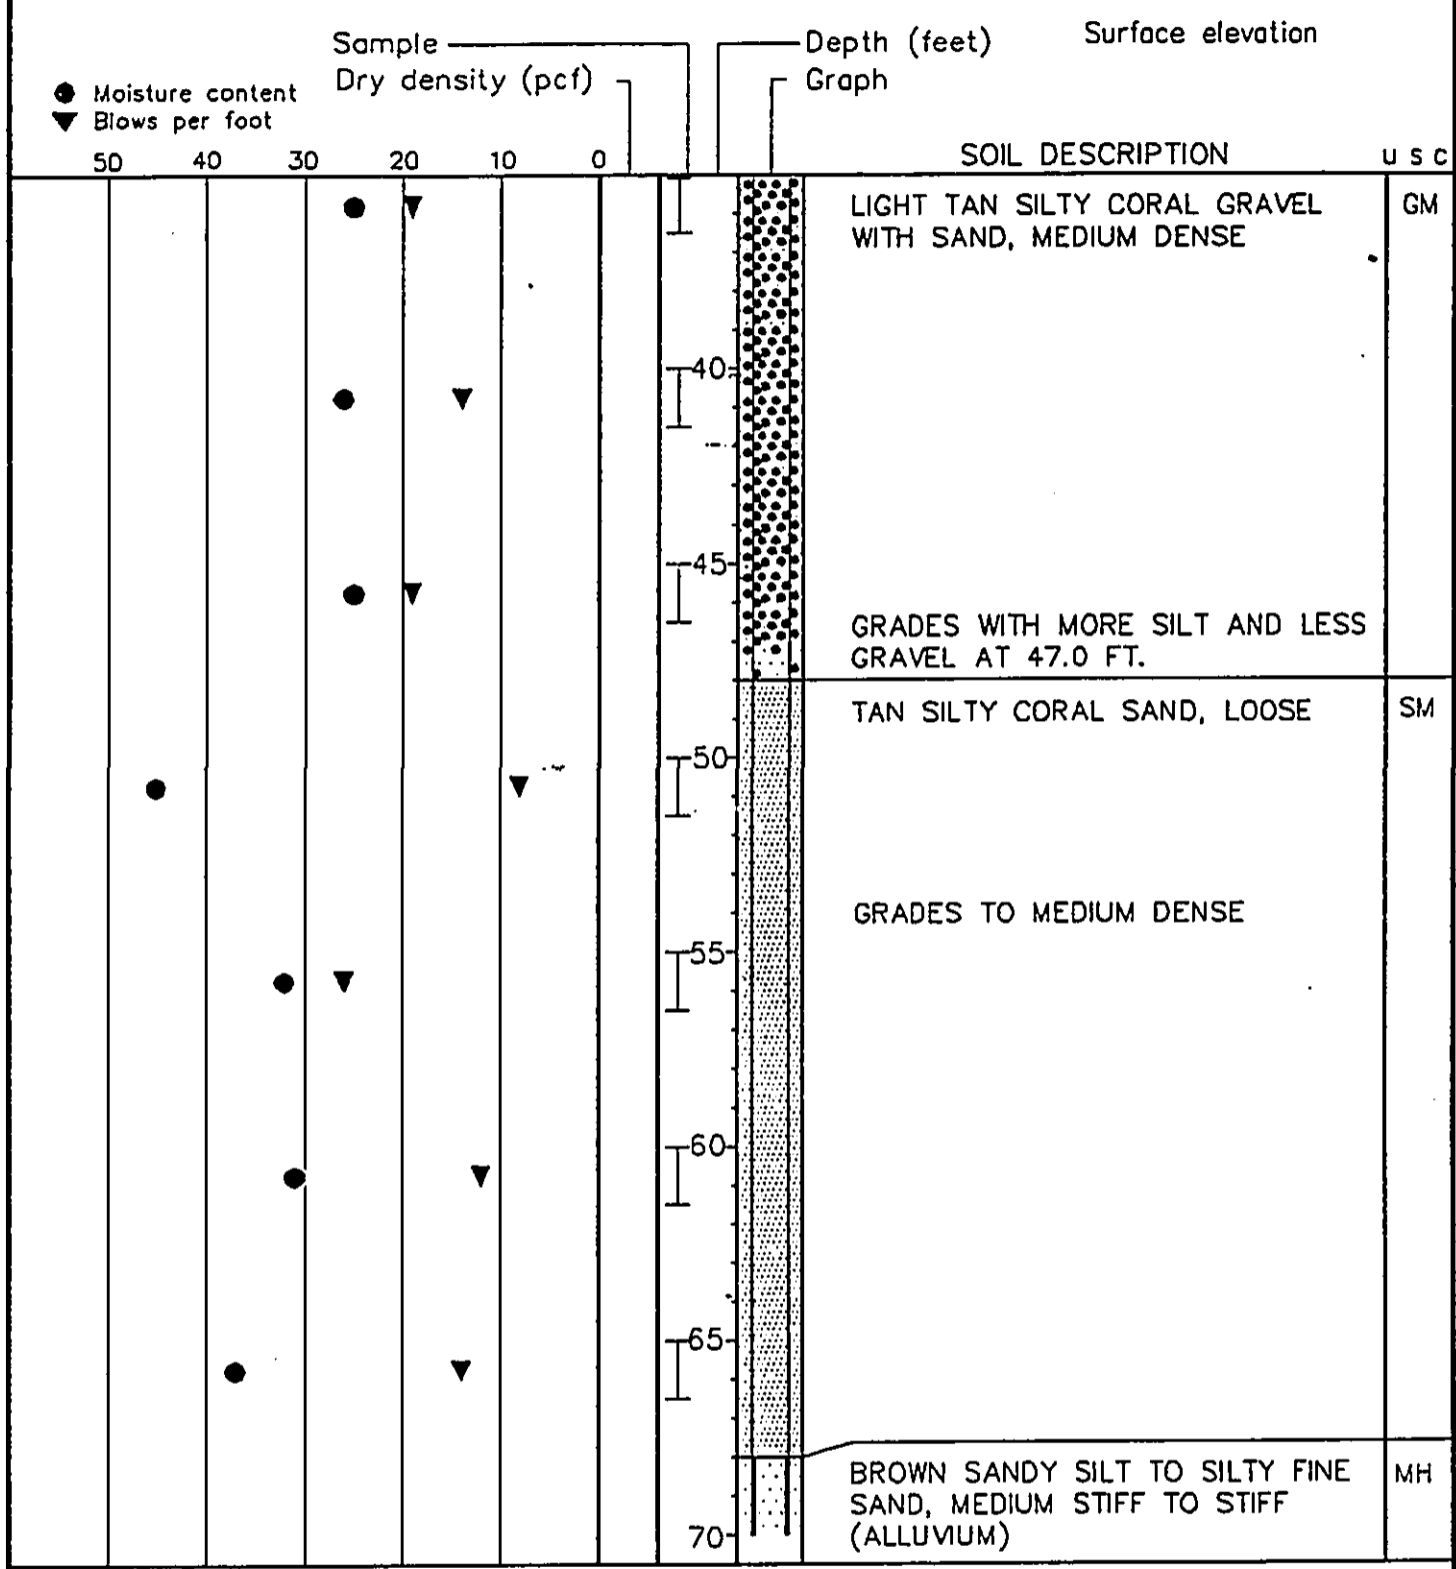 Sample
Depth (feet)
Surface elevation
Dry density (pcf)
Graph
Moisture content
Blows per foot
50 40 30 20 10 0
SOIL DESCRIPTION
U S C
LIGHT TAN SILTY CORAL GRAVEL
WITH SAND, MEDIUM DENSE
GM
40
45
GRADES WITH MORE SILT AND LESS
GRAVEL AT 47.0 FT.
TAN SILTY CORAL SAND, LOOSE
SM
50
GRADES TO MEDIUM DENSE
55
60
65
BROWN SANDY SILT TO SILTY FINE
SAND, MEDIUM STIFF TO STIFF
(ALLUVIUM)
MH
70